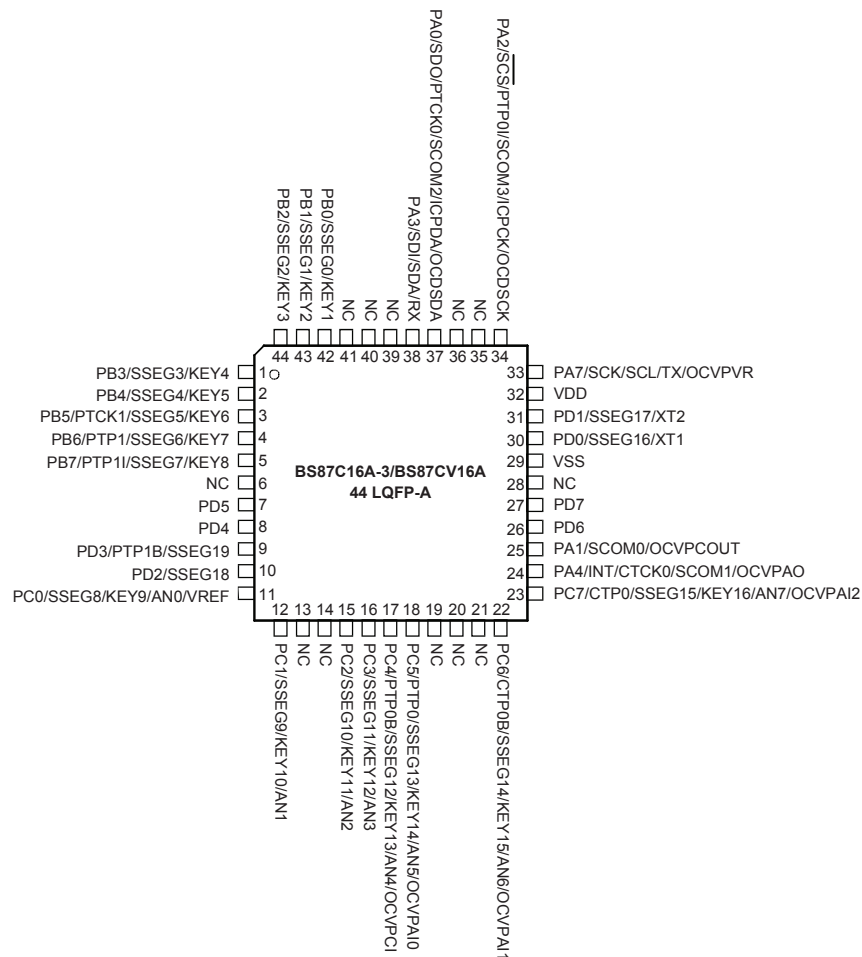 PA2/SCS/PTP0I/SCOM3/ICPCK/OCDSCK
PA0/SDO/PTCK0/SCOM2/ICPDA/OCDSDA
PA3/SDI/SDA/RX
PB0/SSEG0/KEY1
PB1/SSEG1/KEY2
PB2/SSEG2/KEY3
NC
NC
NC
NC
NC
44 43 42 41 40 39 38 37 36 35 34
PB3/SSEG3/KEY4 1
PB4/SSEG4/KEY5 2
PB5/PTCK1/SSEG5/KEY6 3
PB6/PTP1/SSEG6/KEY7 4
PB7/PTP1I/SSEG7/KEY8 5
NC 6
PD5 7
PD4 8
PD3/PTP1B/SSEG19 9
PD2/SSEG18 10
PC0/SSEG8/KEY9/AN0/VREF 11
BS87C16A-3/BS87CV16A
44 LQFP-A
33 PA7/SCK/SCL/TX/OCVPVR
32 VDD
31 PD1/SSEG17/XT2
30 PD0/SSEG16/XT1
29 VSS
28 NC
27 PD7
26 PD6
25 PA1/SCOM0/OCVPCOUT
24 PA4/INT/CTCK0/SCOM1/OCVPAO
23 PC7/CTP0/SSEG15/KEY16/AN7/OCVPAI2
12 13 14 15 16 17 18 19 20 21 22
PC1/SSEG9/KEY10/AN1
NC
NC
PC2/SSEG10/KEY11/AN2
PC3/SSEG11/KEY12/AN3
PC4/PTP0B/SSEG12/KEY13/AN4/OCVPCI
PC5/PTP0/SSEG13/KEY14/AN5/OCVPAI0
NC
NC
NC
PC6/CTP0B/SSEG14/KEY15/AN6/OCVPAI1